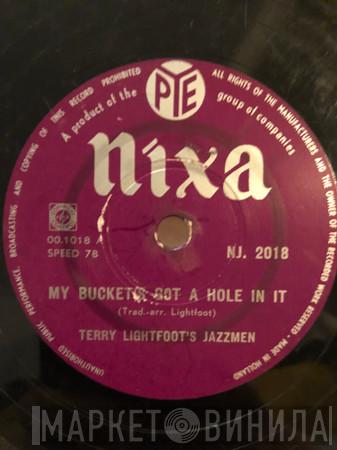 UNAUTHORISED PUBLIC PERFORMANCE, BROADCASTING AND COPYING OF THIS RECORD PROHIBITED
ALL RIGHTS OF THE MANUFACTURERS AND THE OWNER OF THE RECORDED WORK RESERVED - MADE IN HOLLAND
A product of the
PYE
group of companies
nixa
00.1018 A
SPEED 78
NJ. 2018
MY BUCKET'S GOT A HOLE IN IT
(Trad.-arr. Lightfoot)
TERRY LIGHTFOOT'S JAZZMEN
МАРКЕТ ВИНИЛА